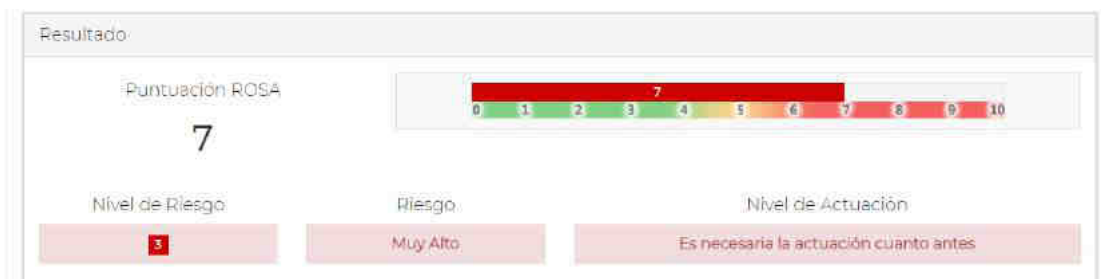 Resultado
Puntuación ROSA
7
7
0 1 2 3 4 5 6 7 8 9 10
Nivel de Riesgo
Riesgo
Nivel de Actuación
3
Muy Alto
Es necesaria la actuación cuanto antes